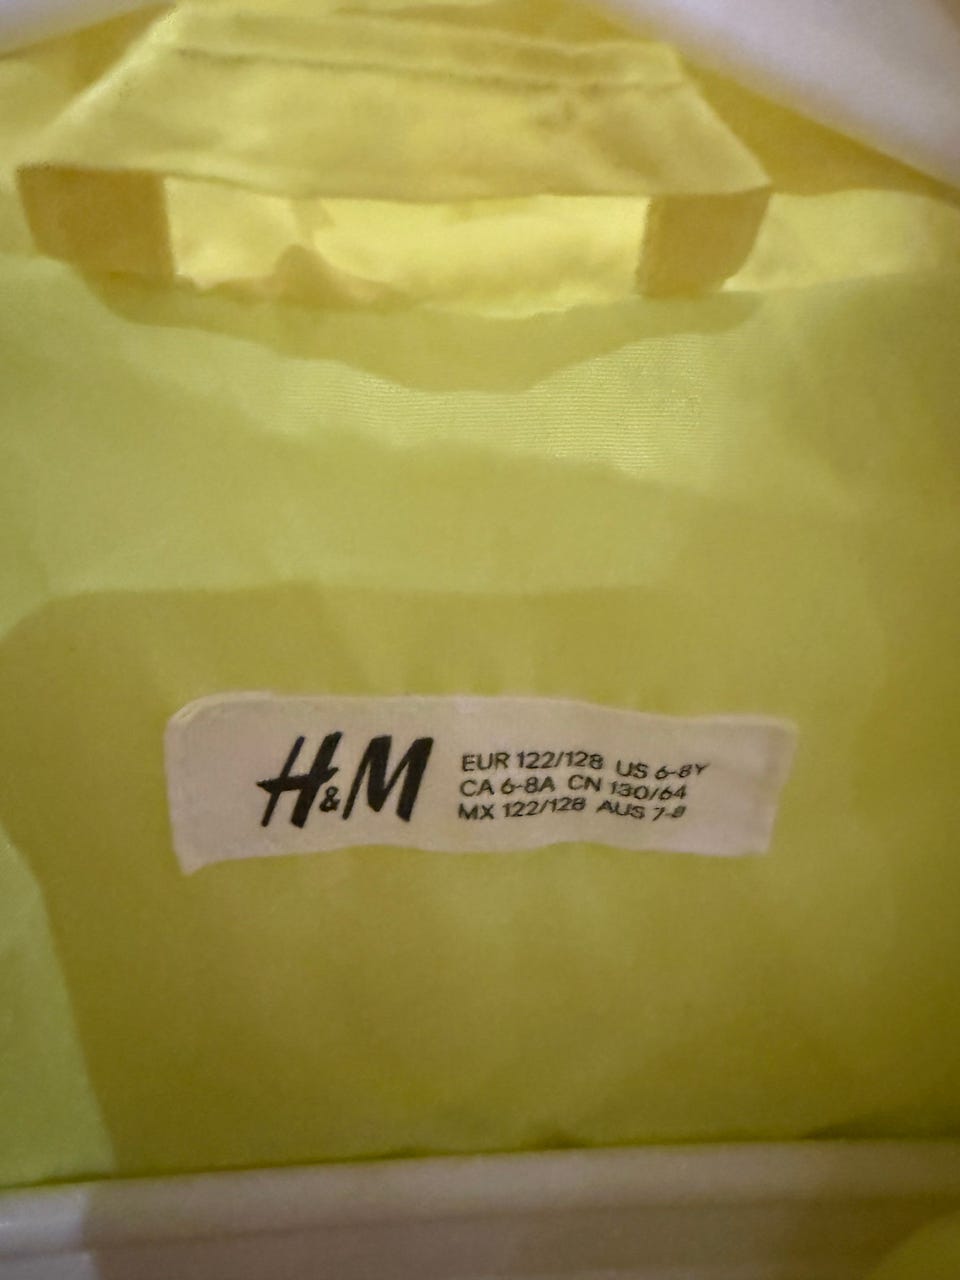 H&M
EUR 122/128 US 6-8Y
CA 6-8A CN 130/64
MX 122/128 AUS 7-8